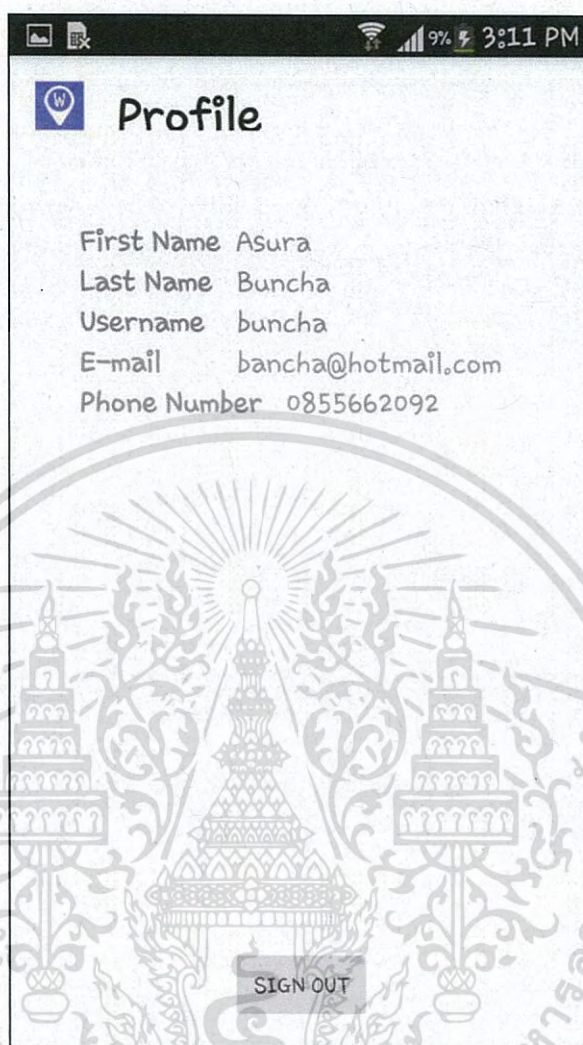 9% 3:11 PM
W
Profile
First Name Asura
Last Name Buncha
Username buncha
E-mail bancha@hotmail.com
Phone Number 0855662092
SIGN OUT